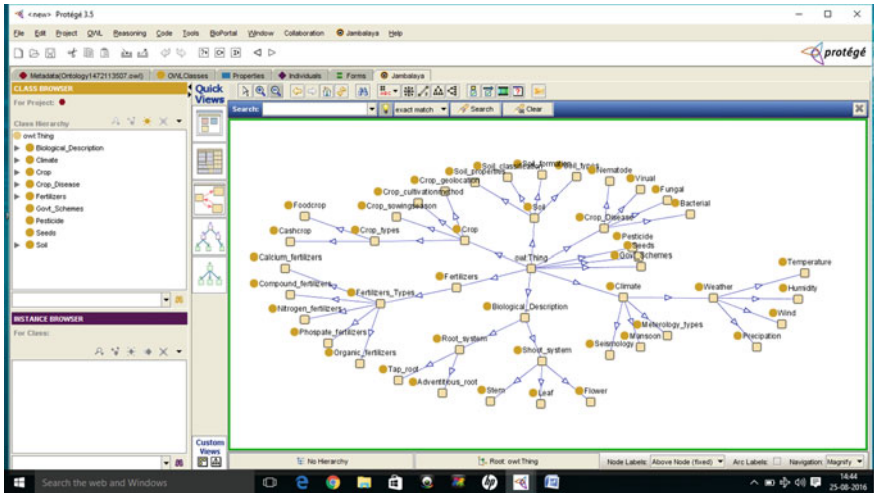 <new> Protégé 3.5
File Edit Project OWL Reasoning Code Tools BioPortal Window Collaboration Jambalaya Help
protégé
Metadata(Ontology1472113507.owl) OWLClasses Properties Individuals Forms Jambalaya
CLASS BROWSER
For Project:
Class Hierarchy
owl:Thing
Biological_Description
Climate
Crop
Crop_Disease
Fertilizers
Govt_Schemes
Pesticide
Seeds
Soil
INSTANCE BROWSER
For Class:
Quick Views
Custom Views
Search: exact match Search Clear
Soil_classification Soil_formation Soil_types
Soil_properties Nematode
Crop_geolocation Virual
Crop_cultivationmethod Fungal
Foodcrop Crop_sowingseason Soil Bacterial
Crop_Disease
Cashcrop Crop_types Crop Pesticide
Seeds
Calcium_fertilizers owl:Thing Govt_Schemes
Temperature
Fertilizers
Compound_fertilizers Fertilizers_Types Climate Weather Humidity
Nitrogen_fertilizers Biological_Description
Wind
Phospate_fertilizers Root_system Meterology_types
Mansoon Precipation
Organic_fertilizers Shout_system Seismology
Tap_root
Adventitious_root
Stem Leaf Flower
No Hierarchy Root: owl:Thing Node Labels: Above Node (fixed) Arc Labels: Navigation: Magnify
Search the web and Windows
14:44
25-08-2016